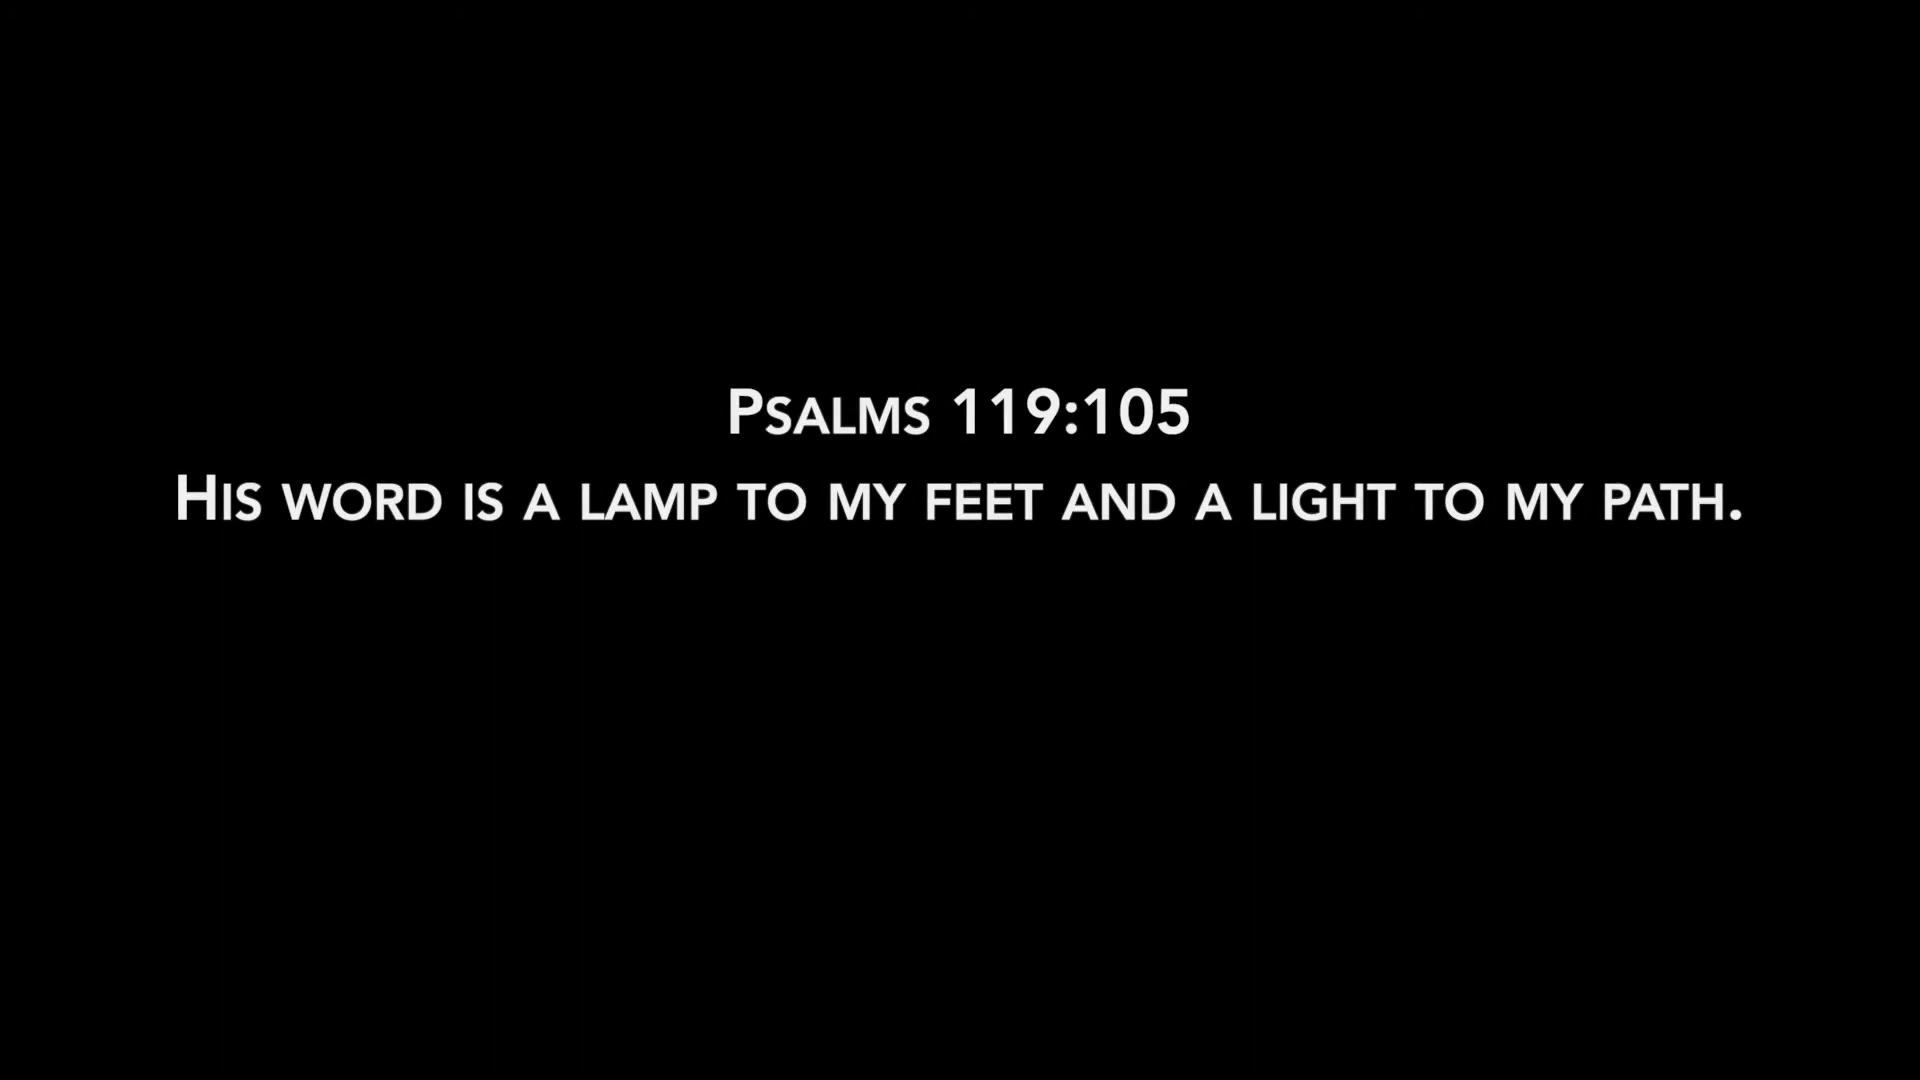 Psalms 119:105
His word is a lamp to my feet and a light to my path.